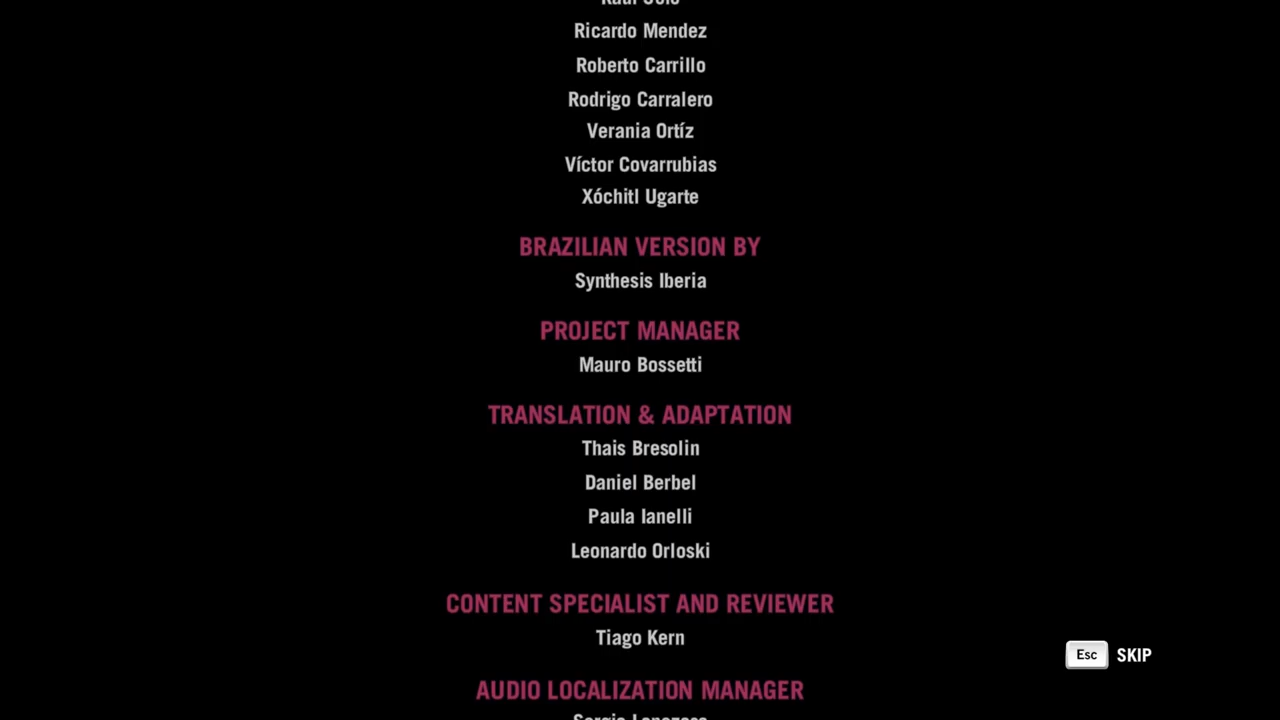 Ricardo Mendez
Roberto Carrillo
Rodrigo Carralero
Verania Ortíz
Víctor Covarrubias
Xóchitl Ugarte
BRAZILIAN VERSION BY
Synthesis Iberia
PROJECT MANAGER
Mauro Bossetti
TRANSLATION & ADAPTATION
Thais Bresolin
Daniel Berbel
Paula Ianelli
Leonardo Orloski
CONTENT SPECIALIST AND REVIEWER
Tiago Kern
Esc SKIP
AUDIO LOCALIZATION MANAGER